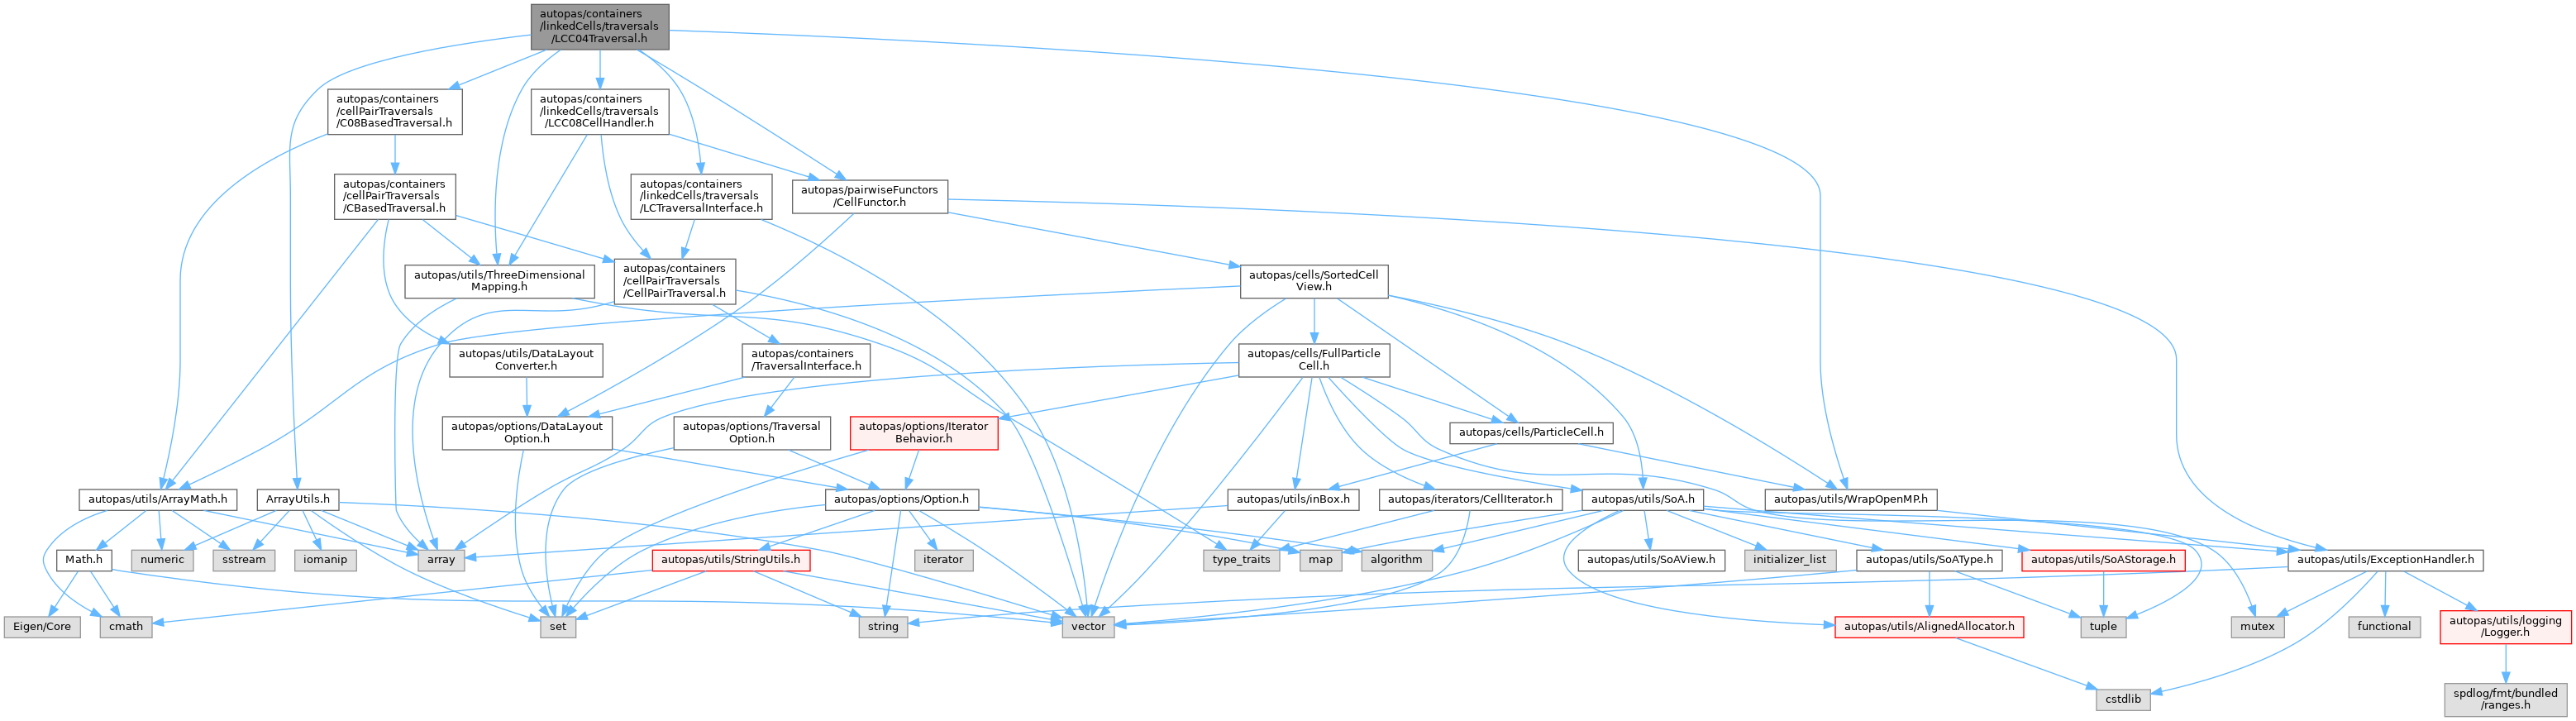 autopas/containers
/linkedCells/traversals
/LCC04Traversal.h
autopas/containers
/cellPairTraversals
/C08BasedTraversal.h
autopas/containers
/linkedCells/traversals
/LCC08CellHandler.h
autopas/containers
/cellPairTraversals
/CBasedTraversal.h
autopas/containers
/linkedCells/traversals
/LCTraversalInterface.h
autopas/pairwiseFunctors
/CellFunctor.h
autopas/utils/ThreeDimensional
Mapping.h
autopas/containers
/cellPairTraversals
/CellPairTraversal.h
autopas/cells/SortedCell
View.h
autopas/utils/DataLayout
Converter.h
autopas/containers
/TraversalInterface.h
autopas/cells/FullParticle
Cell.h
autopas/options/DataLayout
Option.h
autopas/options/Traversal
Option.h
autopas/options/Iterator
Behavior.h
autopas/cells/ParticleCell.h
autopas/utils/ArrayMath.h
ArrayUtils.h
autopas/options/Option.h
autopas/utils/inBox.h
autopas/iterators/CellIterator.h
autopas/utils/SoA.h
autopas/utils/WrapOpenMP.h
Math.h
numeric
sstream
iomanip
array
autopas/utils/StringUtils.h
iterator
type_traits
map
algorithm
autopas/utils/SoAView.h
initializer_list
autopas/utils/SoAType.h
autopas/utils/SoAStorage.h
autopas/utils/ExceptionHandler.h
Eigen/Core
cmath
set
string
vector
autopas/utils/AlignedAllocator.h
tuple
mutex
functional
autopas/utils/logging
/Logger.h
cstdlib
spdlog/fmt/bundled
/ranges.h